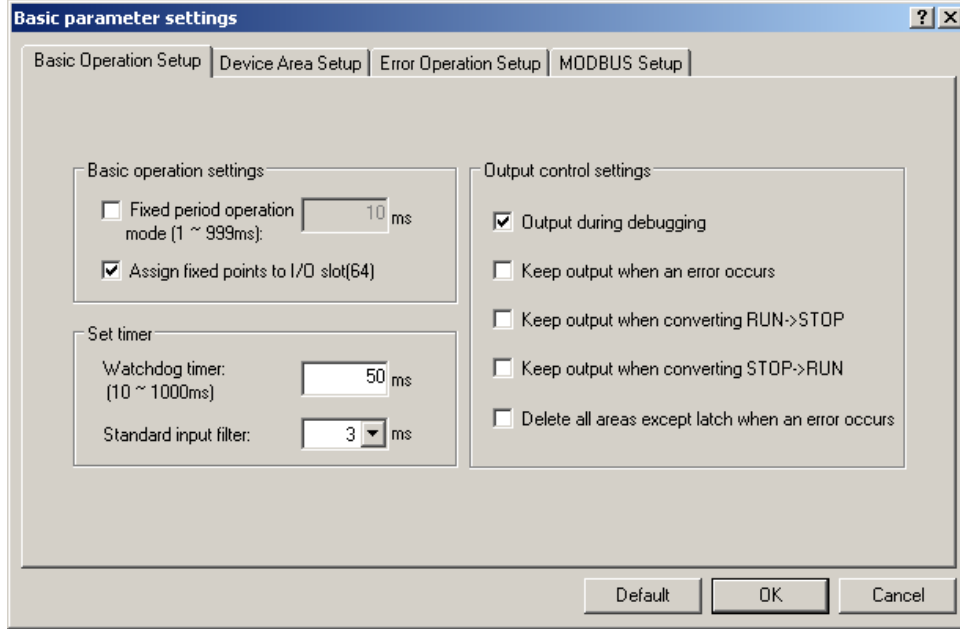 Basic parameter settings
Basic Operation Setup
Device Area Setup
Error Operation Setup
MODBUS Setup
Basic operation settings
Fixed period operation
mode (1 ~ 999ms):
10 ms
Assign fixed points to I/O slot(64)
Set timer
Watchdog timer:
(10 ~ 1000ms)
50 ms
Standard input filter:
3 ms
Output control settings
Output during debugging
Keep output when an error occurs
Keep output when converting RUN->STOP
Keep output when converting STOP->RUN
Delete all areas except latch when an error occurs
Default
OK
Cancel